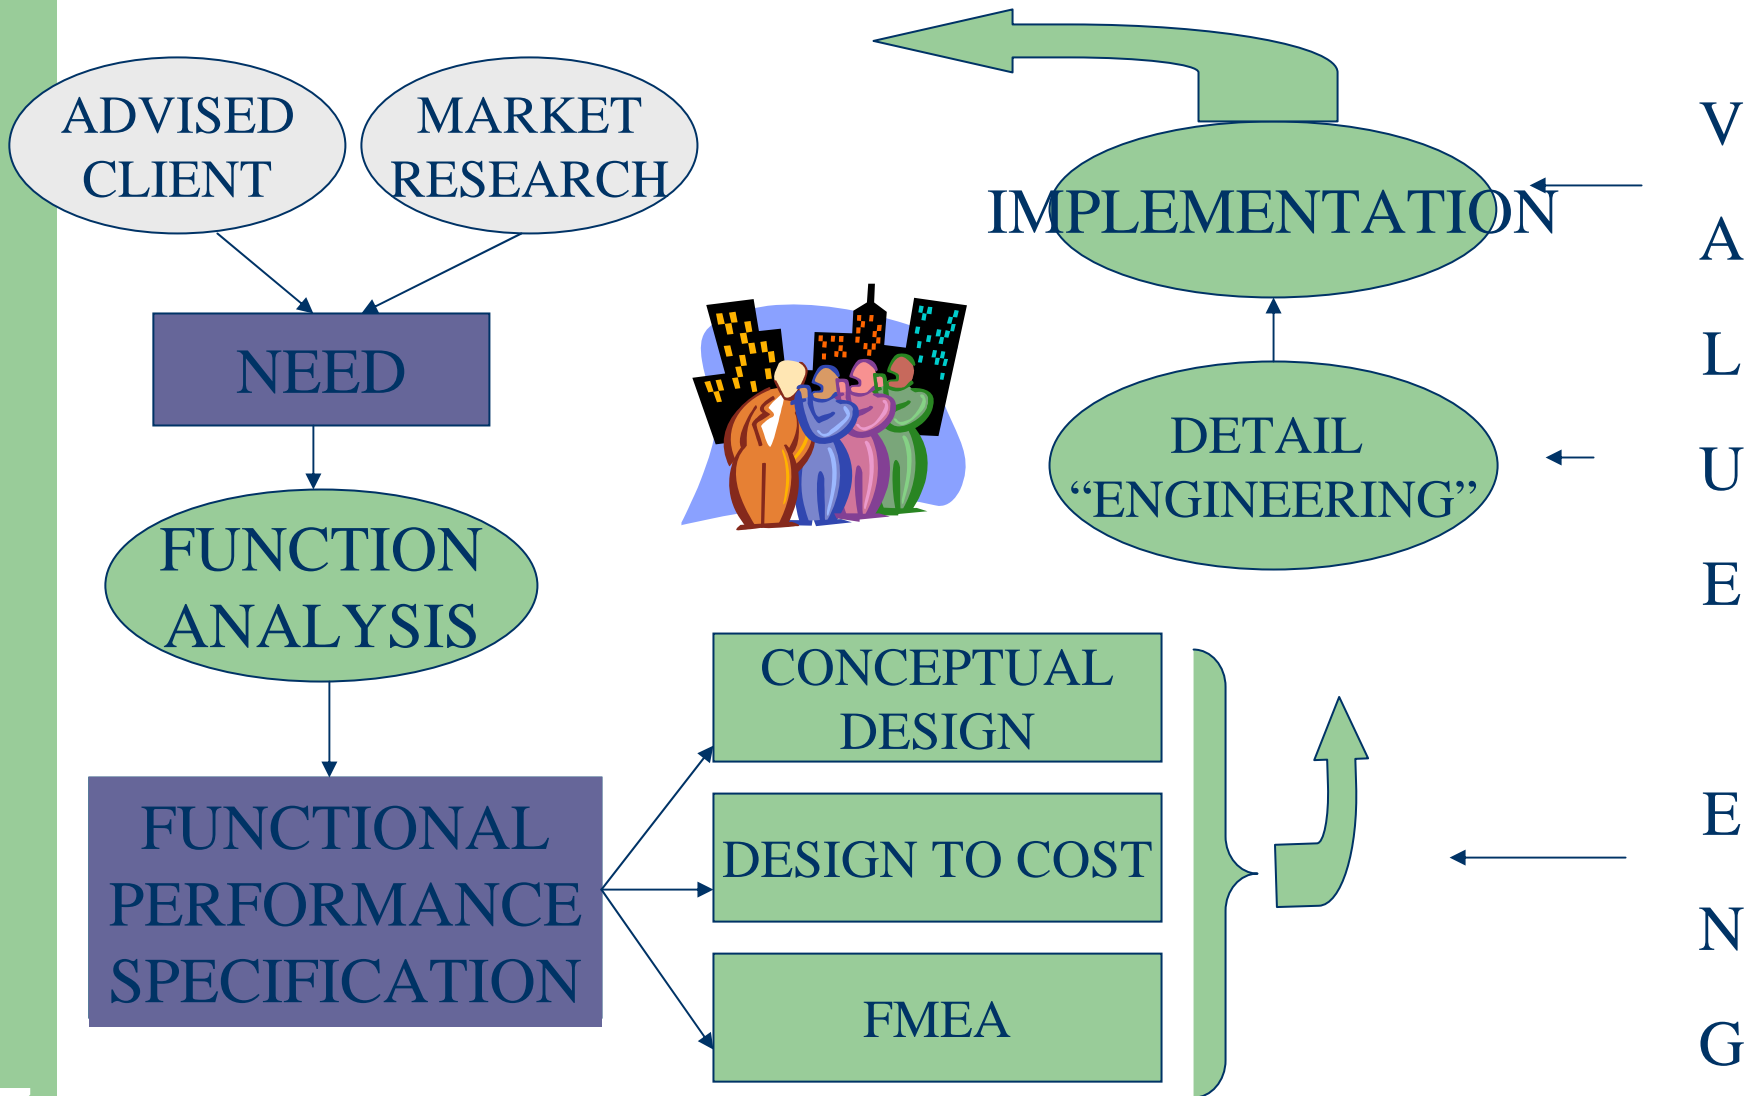 ADVISED
CLIENT
MARKET
RESEARCH
NEED
FUNCTION
ANALYSIS
FUNCTIONAL
PERFORMANCE
SPECIFICATION
CONCEPTUAL
DESIGN
DESIGN TO COST
FMEA
IMPLEMENTATION
DETAIL
“ENGINEERING”
V
A
L
U
E
E
N
G